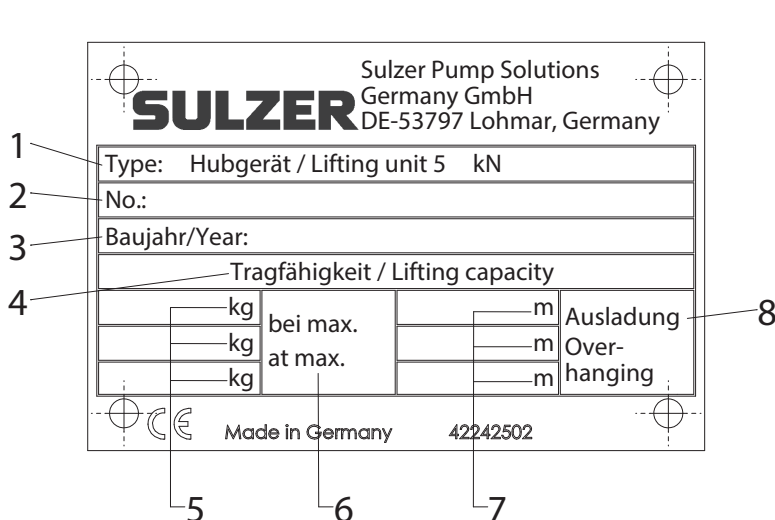 Sulzer Pump Solutions
Germany GmbH
DE-53797 Lohmar, Germany
SULZER
1
Type: Hubgerät / Lifting unit 5 kN
2
No.:
3
Baujahr/Year:
4
Tragfähigkeit / Lifting capacity
kg
kg
kg
bei max.
at max.
m
m
m
Ausladung
Over-
hanging
8
CE Made in Germany 42242502
5 6 7